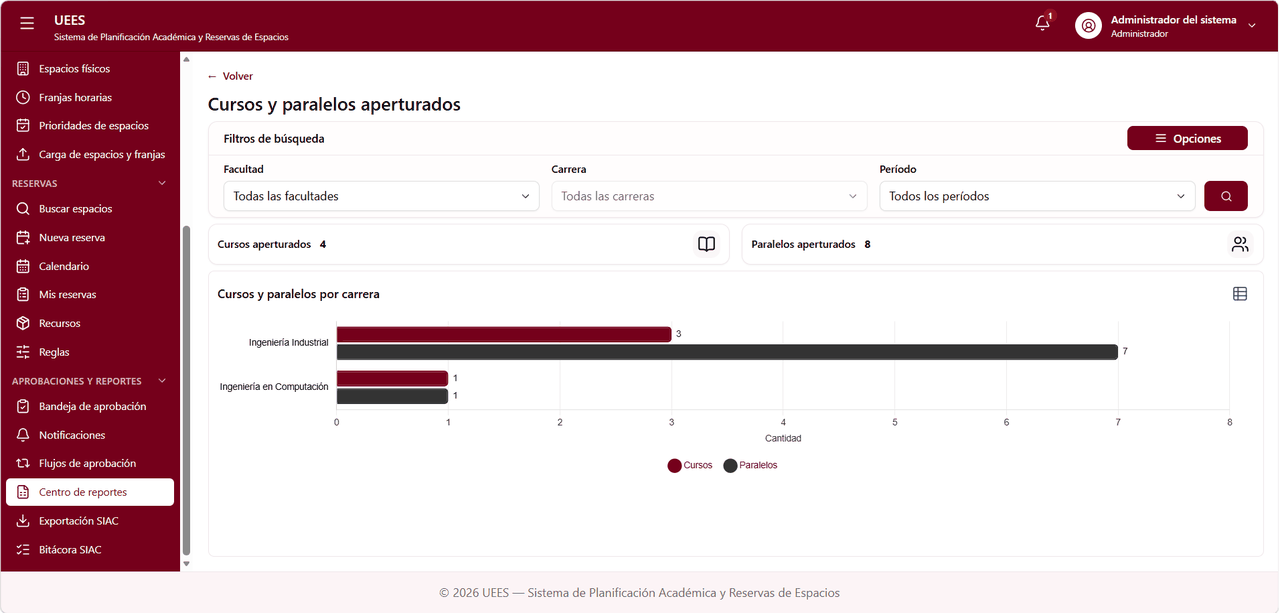 UEES
Sistema de Planificación Académica y Reservas de Espacios
1
Administrador del sistema
Administrador
Espacios físicos
Franjas horarias
Prioridades de espacios
Carga de espacios y franjas
RESERVAS
Buscar espacios
Nueva reserva
Calendario
Mis reservas
Recursos
Reglas
APROBACIONES Y REPORTES
Bandeja de aprobación
Notificaciones
Flujos de aprobación
Centro de reportes
Exportación SIAC
Bitácora SIAC
← Volver
Cursos y paralelos aperturados
Filtros de búsqueda
Opciones
Facultad Carrera Período
Todas las facultades Todas las carreras Todos los períodos
Cursos aperturados 4 Paralelos aperturados 8
Cursos y paralelos por carrera
Ingeniería Industrial 3
7
Ingeniería en Computación 1
1
0 1 2 3 4 5 6 7 8
Cantidad
Cursos Paralelos
© 2026 UEES — Sistema de Planificación Académica y Reservas de Espacios